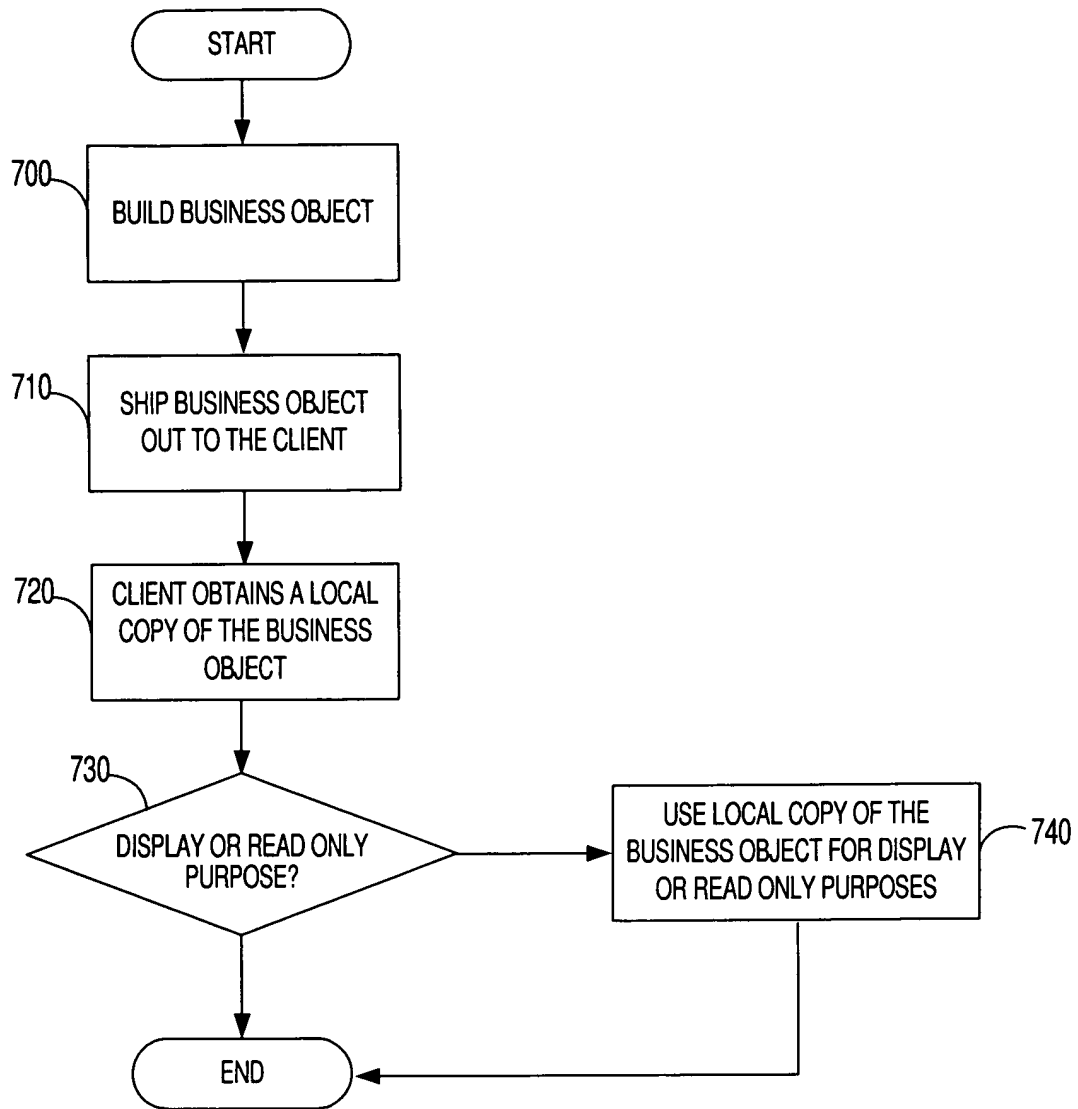 START
700
BUILD BUSINESS OBJECT
710
SHIP BUSINESS OBJECT
OUT TO THE CLIENT
720
CLIENT OBTAINS A LOCAL
COPY OF THE BUSINESS
OBJECT
730
DISPLAY OR READ ONLY
PURPOSE?
USE LOCAL COPY OF THE
BUSINESS OBJECT FOR DISPLAY
OR READ ONLY PURPOSES
740
END